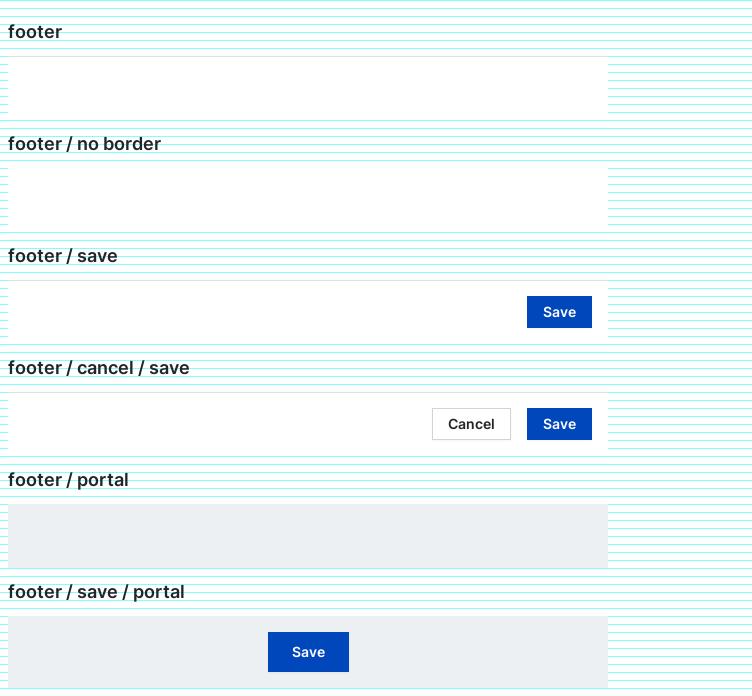 footer
footer / no border
footer / save
Save
footer / cancel / save
Cancel Save
footer / portal
footer / save / portal
Save